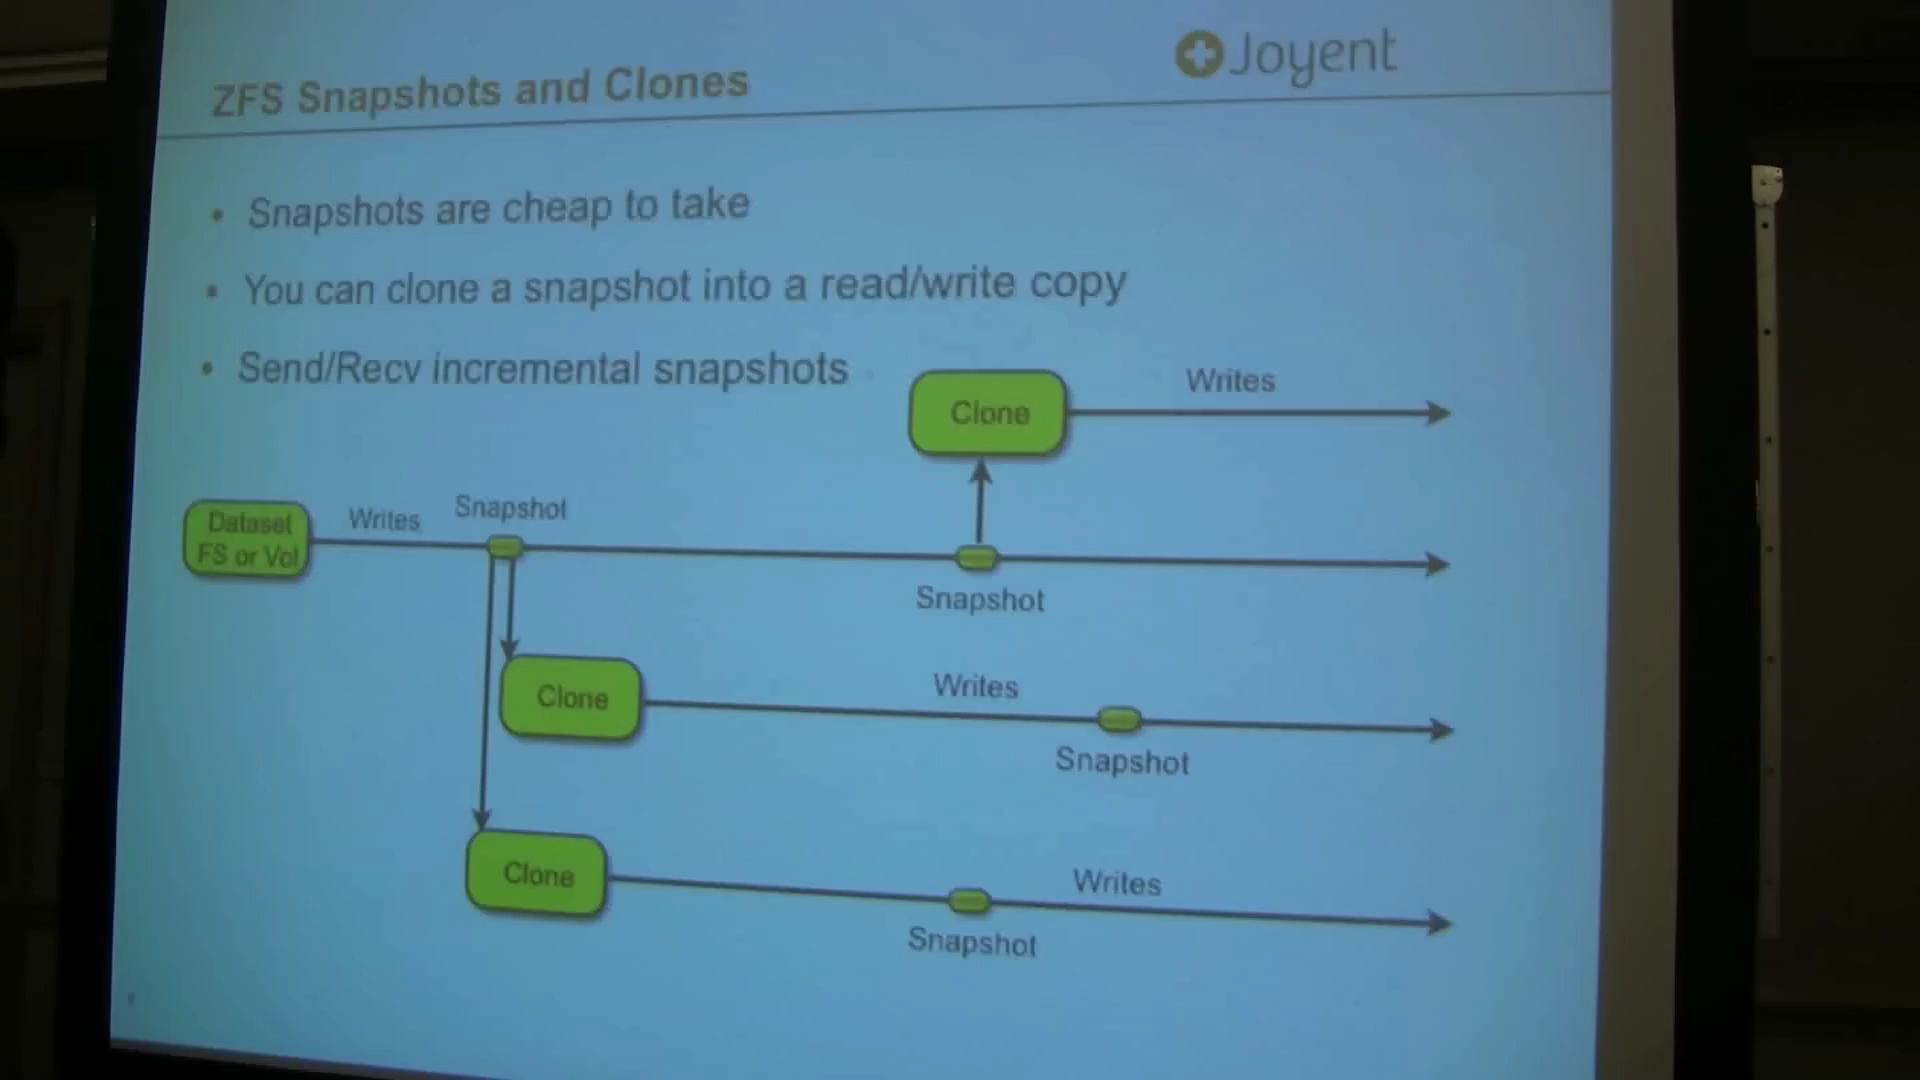 ZFS Snapshots and Clones
Joyent
• Snapshots are cheap to take
• You can clone a snapshot into a read/write copy
• Send/Recv incremental snapshots
Clone
Writes
Dataset
FS or Vol
Writes
Snapshot
Snapshot
Clone
Writes
Snapshot
Clone
Writes
Snapshot